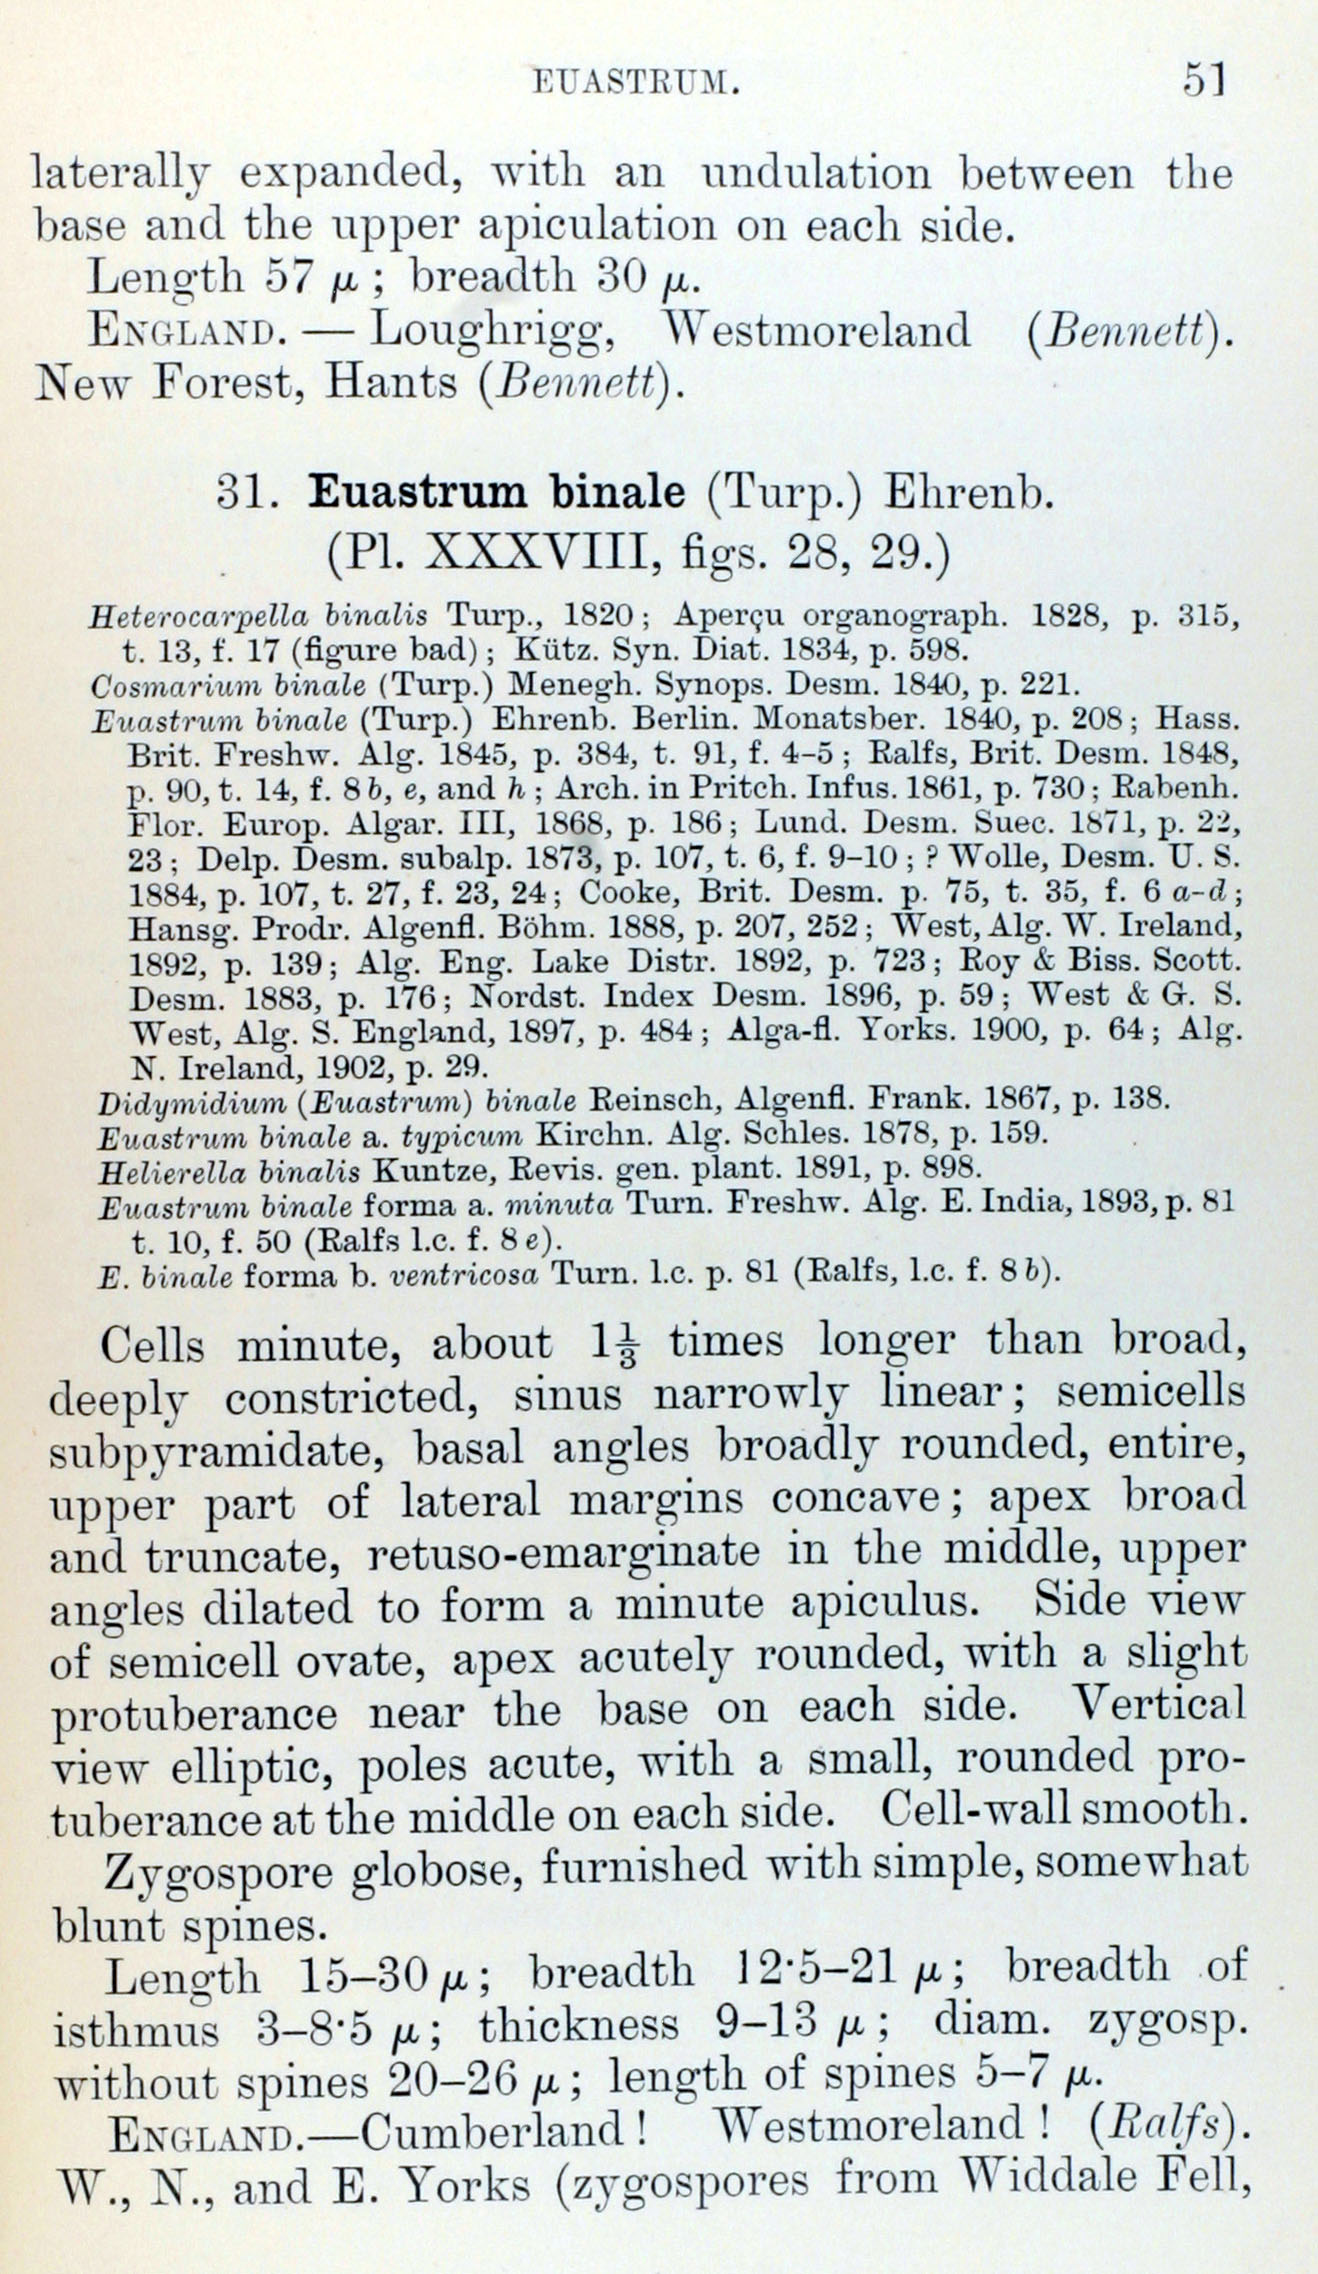 EUASTRUM. 51
laterally expanded, with an undulation between the
base and the upper apiculation on each side.
Length 57 μ ; breadth 30 μ.
ENGLAND. — Loughrigg, Westmoreland (Bennett).
New Forest, Hants (Bennett).
31. Euastrum binale (Turp.) Ehrenb.
(Pl. XXXVIII, figs. 28, 29.)
Heterocarpella binalis Turp., 1820 ; Aperçu organograph. 1828, p. 315,
t. 13, f. 17 (figure bad) ; Kütz. Syn. Diat. 1834, p. 598.
Cosmarium binale (Turp.) Menegh. Synops. Desm. 1840, p. 221.
Euastrum binale (Turp.) Ehrenb. Berlin. Monatsber. 1840, p. 208 ; Hass.
Brit. Freshw. Alg. 1845, p. 384, t. 91, f. 4–5 ; Ralfs, Brit. Desm. 1848,
p. 90, t. 14, f. 8 b, e, and h ; Arch. in Pritch. Infus. 1861, p. 730 ; Rabenh.
Flor. Europ. Algar. III, 1868, p. 186 ; Lund. Desm. Suec. 1871, p. 22,
23 ; Delp. Desm. subalp. 1873, p. 107, t. 6, f. 9–10 ; ? Wolle, Desm. U. S.
1884, p. 107, t. 27, f. 23, 24 ; Cooke, Brit. Desm. p. 75, t. 35, f. 6 a–d ;
Hansg. Prodr. Algenfl. Böhm. 1888, p. 207, 252 ; West, Alg. W. Ireland,
1892, p. 139 ; Alg. Eng. Lake Distr. 1892, p. 723 ; Roy & Biss. Scott.
Desm. 1883, p. 176 ; Nordst. Index Desm. 1896, p. 59 ; West & G. S.
West, Alg. S. England, 1897, p. 484 ; Alga-fl. Yorks. 1900, p. 64 ; Alg.
N. Ireland, 1902, p. 29.
Didymidium (Euastrum) binale Reinsch, Algenfl. Frank. 1867, p. 138.
Euastrum binale a. typicum Kirchn. Alg. Schles. 1878, p. 159.
Helierella binalis Kuntze, Revis. gen. plant. 1891, p. 898.
Euastrum binale forma a. minuta Turn. Freshw. Alg. E. India, 1893, p. 81
t. 10, f. 50 (Ralfs l.c. f. 8 e).
E. binale forma b. ventricosa Turn. l.c. p. 81 (Ralfs, l.c. f. 8 b).
Cells minute, about 1⅓ times longer than broad,
deeply constricted, sinus narrowly linear ; semicells
subpyramidate, basal angles broadly rounded, entire,
upper part of lateral margins concave ; apex broad
and truncate, retuso-emarginate in the middle, upper
angles dilated to form a minute apiculus. Side view
of semicell ovate, apex acutely rounded, with a slight
protuberance near the base on each side. Vertical
view elliptic, poles acute, with a small, rounded pro-
tuberance at the middle on each side. Cell-wall smooth.
Zygospore globose, furnished with simple, somewhat
blunt spines.
Length 15–30 μ ; breadth 12·5–21 μ ; breadth of
isthmus 3–8·5 μ ; thickness 9–13 μ ; diam. zygosp.
without spines 20–26 μ ; length of spines 5–7 μ.
ENGLAND.—Cumberland ! Westmoreland ! (Ralfs).
W., N., and E. Yorks (zygospores from Widdale Fell,